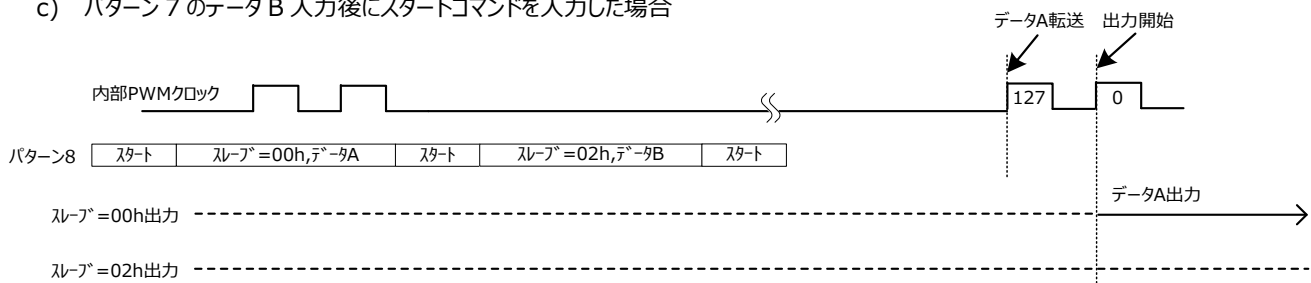 c) パターン 7 のデータ B 入力後にスタートコマンドを入力した場合
データA転送 出力開始
内部PWMクロック
127 0
パターン8 ｽﾀｰﾄ ｽﾚｰﾌﾞ=00h,ﾃﾞｰﾀA ｽﾀｰﾄ ｽﾚｰﾌﾞ=02h,ﾃﾞｰﾀB ｽﾀｰﾄ
データA出力
ｽﾚｰﾌﾞ=00h出力
ｽﾚｰﾌﾞ=02h出力